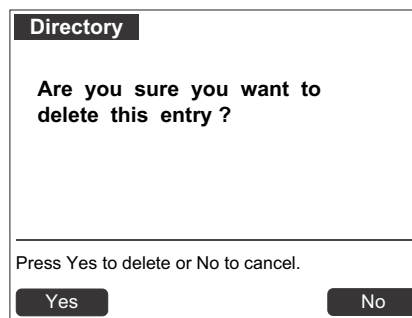 Directory
Are you sure you want to
delete this entry ?
Press Yes to delete or No to cancel.
Yes No